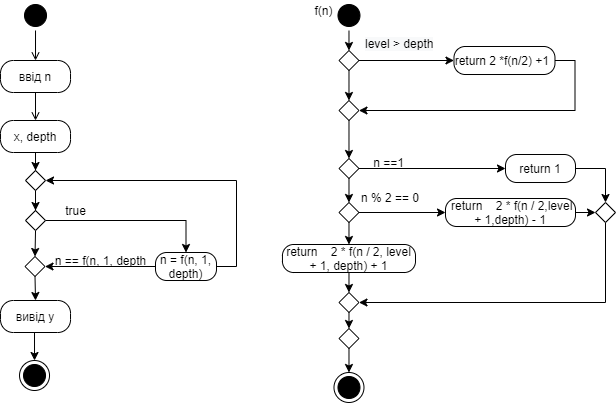 ввід n
x, depth
true
n == f(n, 1, depth
n = f(n, 1,
depth)
вивід y
f(n)
level > depth
return 2 *f(n/2) +1
n ==1
return 1
n % 2 == 0
return 2 * f(n / 2,level
+ 1,depth) - 1
return 2 * f(n / 2, level
+ 1, depth) + 1